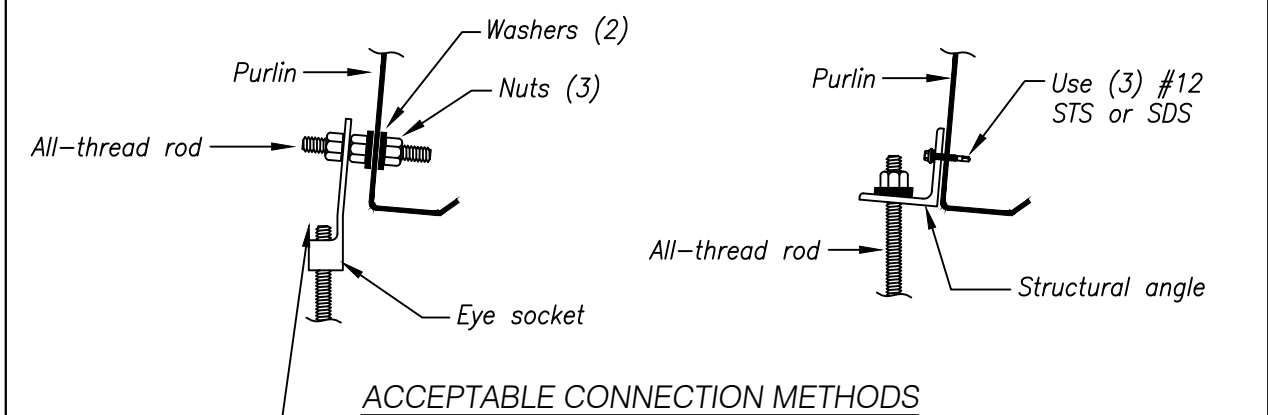 Washers (2)
Purlin
Nuts (3)
All-thread rod
Eye socket
Purlin
Use (3) #12
STS or SDS
All-thread rod
Structural angle
ACCEPTABLE CONNECTION METHODS